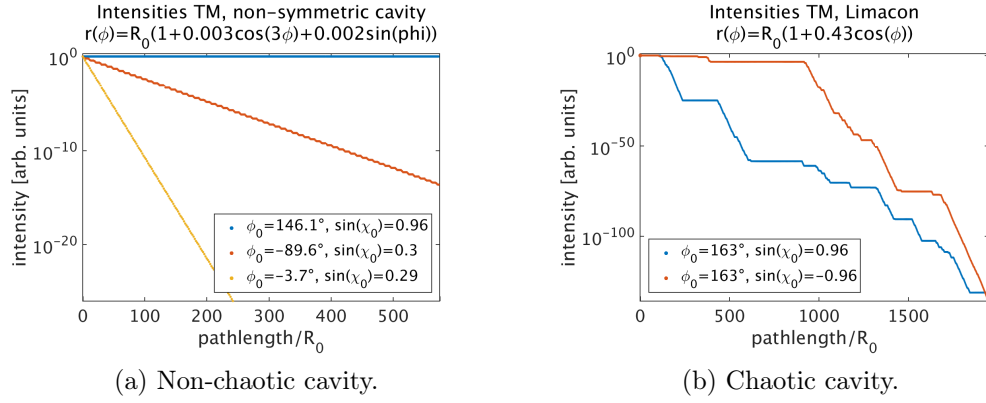 Intensities TM, non-symmetric cavity
r(ϕ)=R₀(1+0.003cos(3ϕ)+0.002sin(phi))
10⁰
10⁻¹⁰
10⁻²⁰
intensity [arb. units]
ϕ₀=146.1°, sin(χ₀)=0.96
ϕ₀=−89.6°, sin(χ₀)=0.3
ϕ₀=−3.7°, sin(χ₀)=0.29
0 100 200 300 400 500
pathlength/R₀
(a) Non-chaotic cavity.
Intensities TM, Limacon
r(ϕ)=R₀(1+0.43cos(ϕ))
10⁰
10⁻⁵⁰
10⁻¹⁰⁰
intensity [arb. units]
ϕ₀=163°, sin(χ₀)=0.96
ϕ₀=163°, sin(χ₀)=−0.96
0 500 1000 1500
pathlength/R₀
(b) Chaotic cavity.